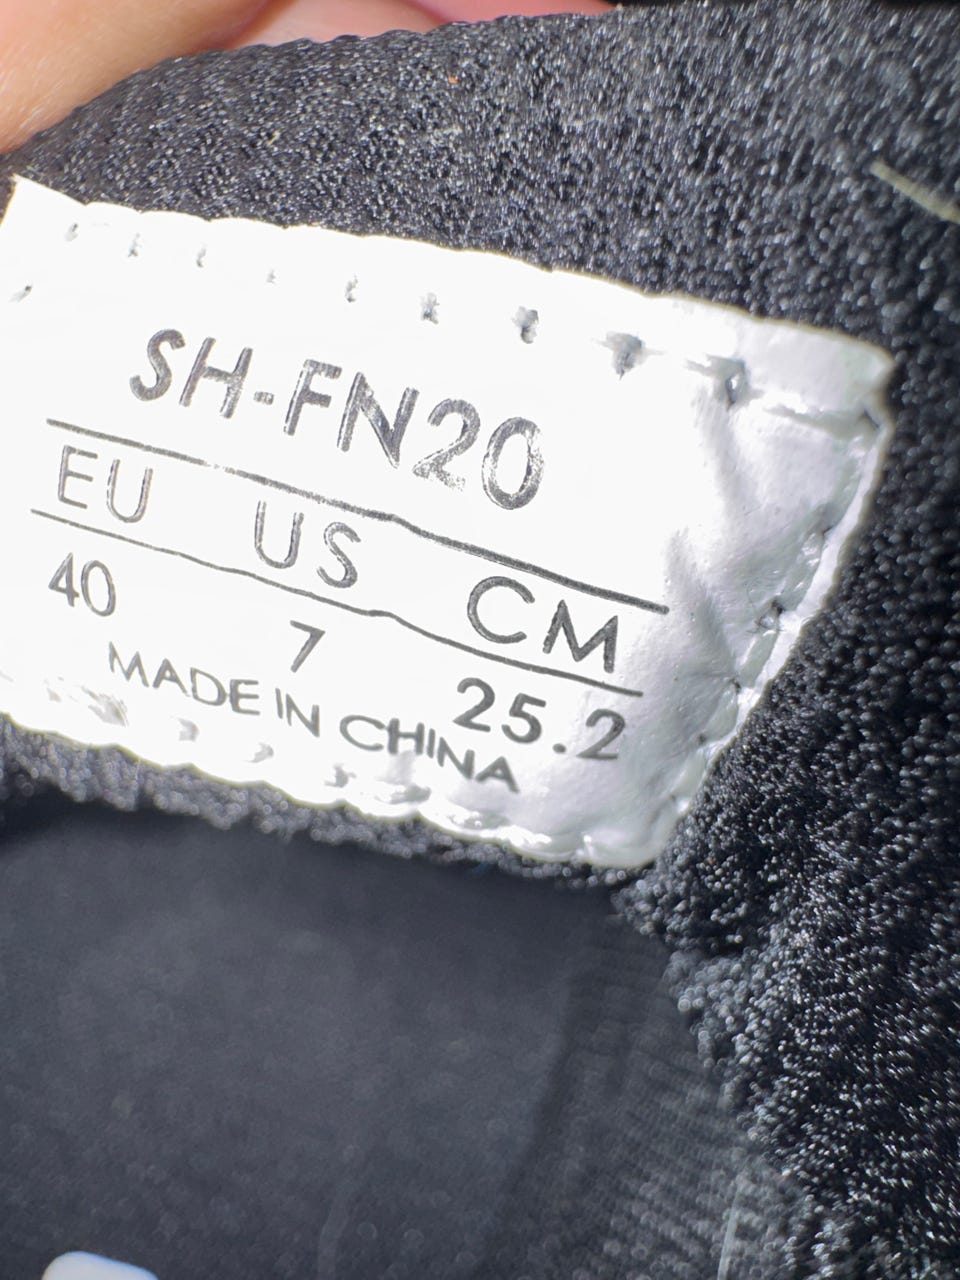 SH-FN20
EU US CM
40 7 25.2
MADE IN CHINA